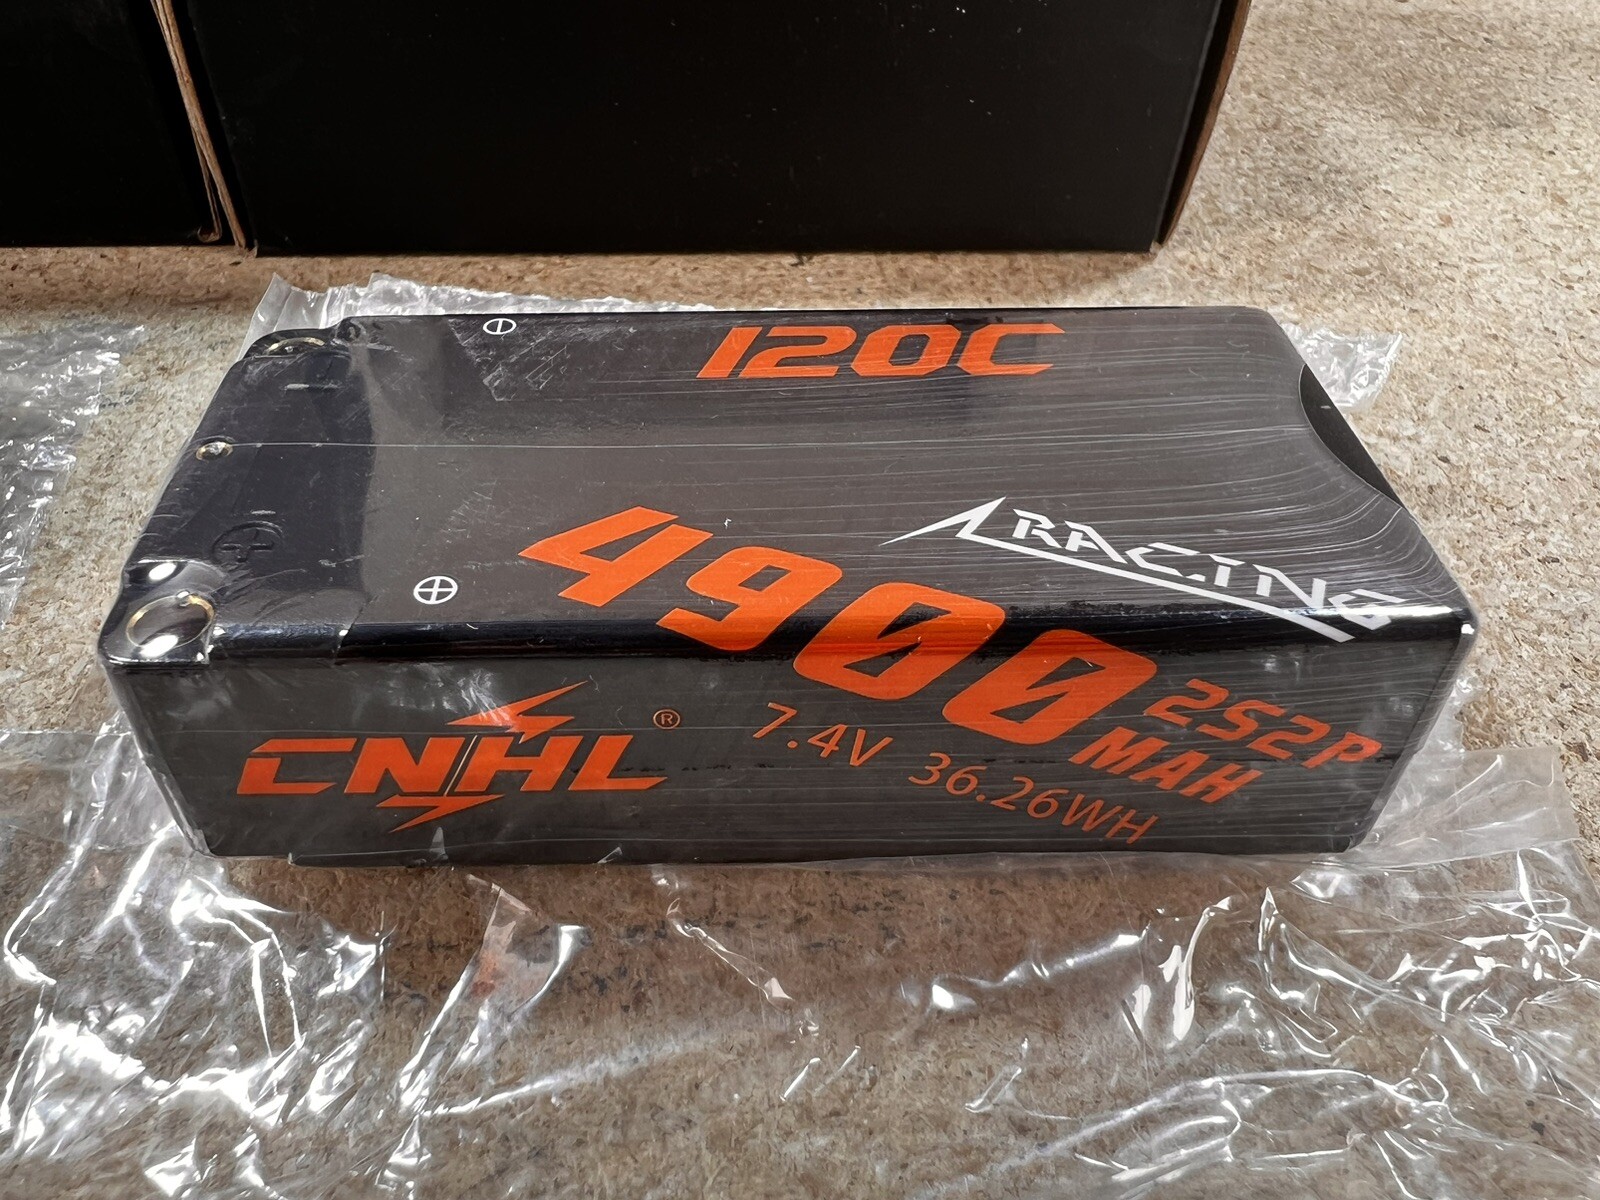 120C
RACING
4900
2S2P
MAH
CNHL®
7.4V 36.26WH